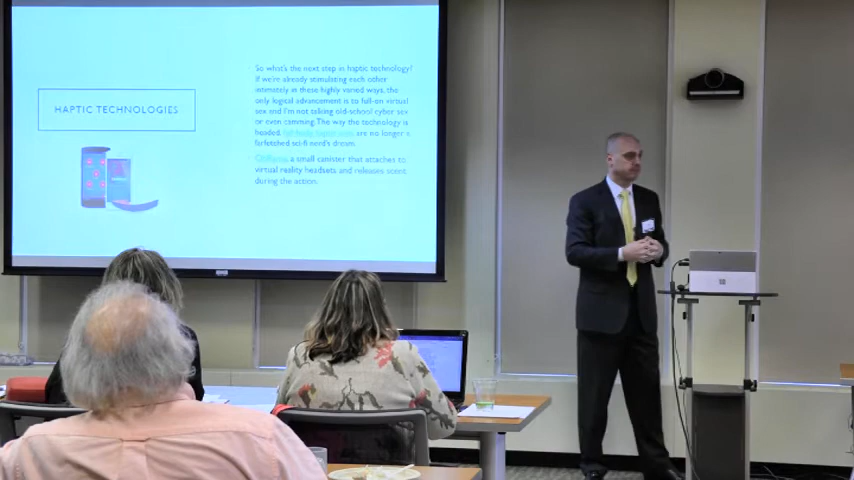 HAPTIC TECHNOLOGIES
So what's the next step in haptic technology?
If we're already stimulating each other
intimately in these highly varied ways, the
only logical advancement is to full-on virtual
sex and I'm not talking old-school cyber sex
or even camming. The way the technology is
headed, are no longer a
farfetched sci-fi nerd's dream.
a small canister that attaches to
virtual reality headsets and releases scent
during the action.